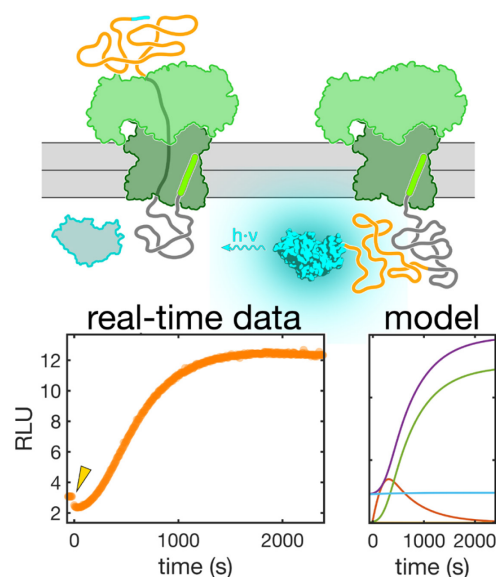 h·ν
real-time data
model
RLU
12
10
8
6
4
2
0
1000
2000
time (s)
0
1000
2000
time (s)